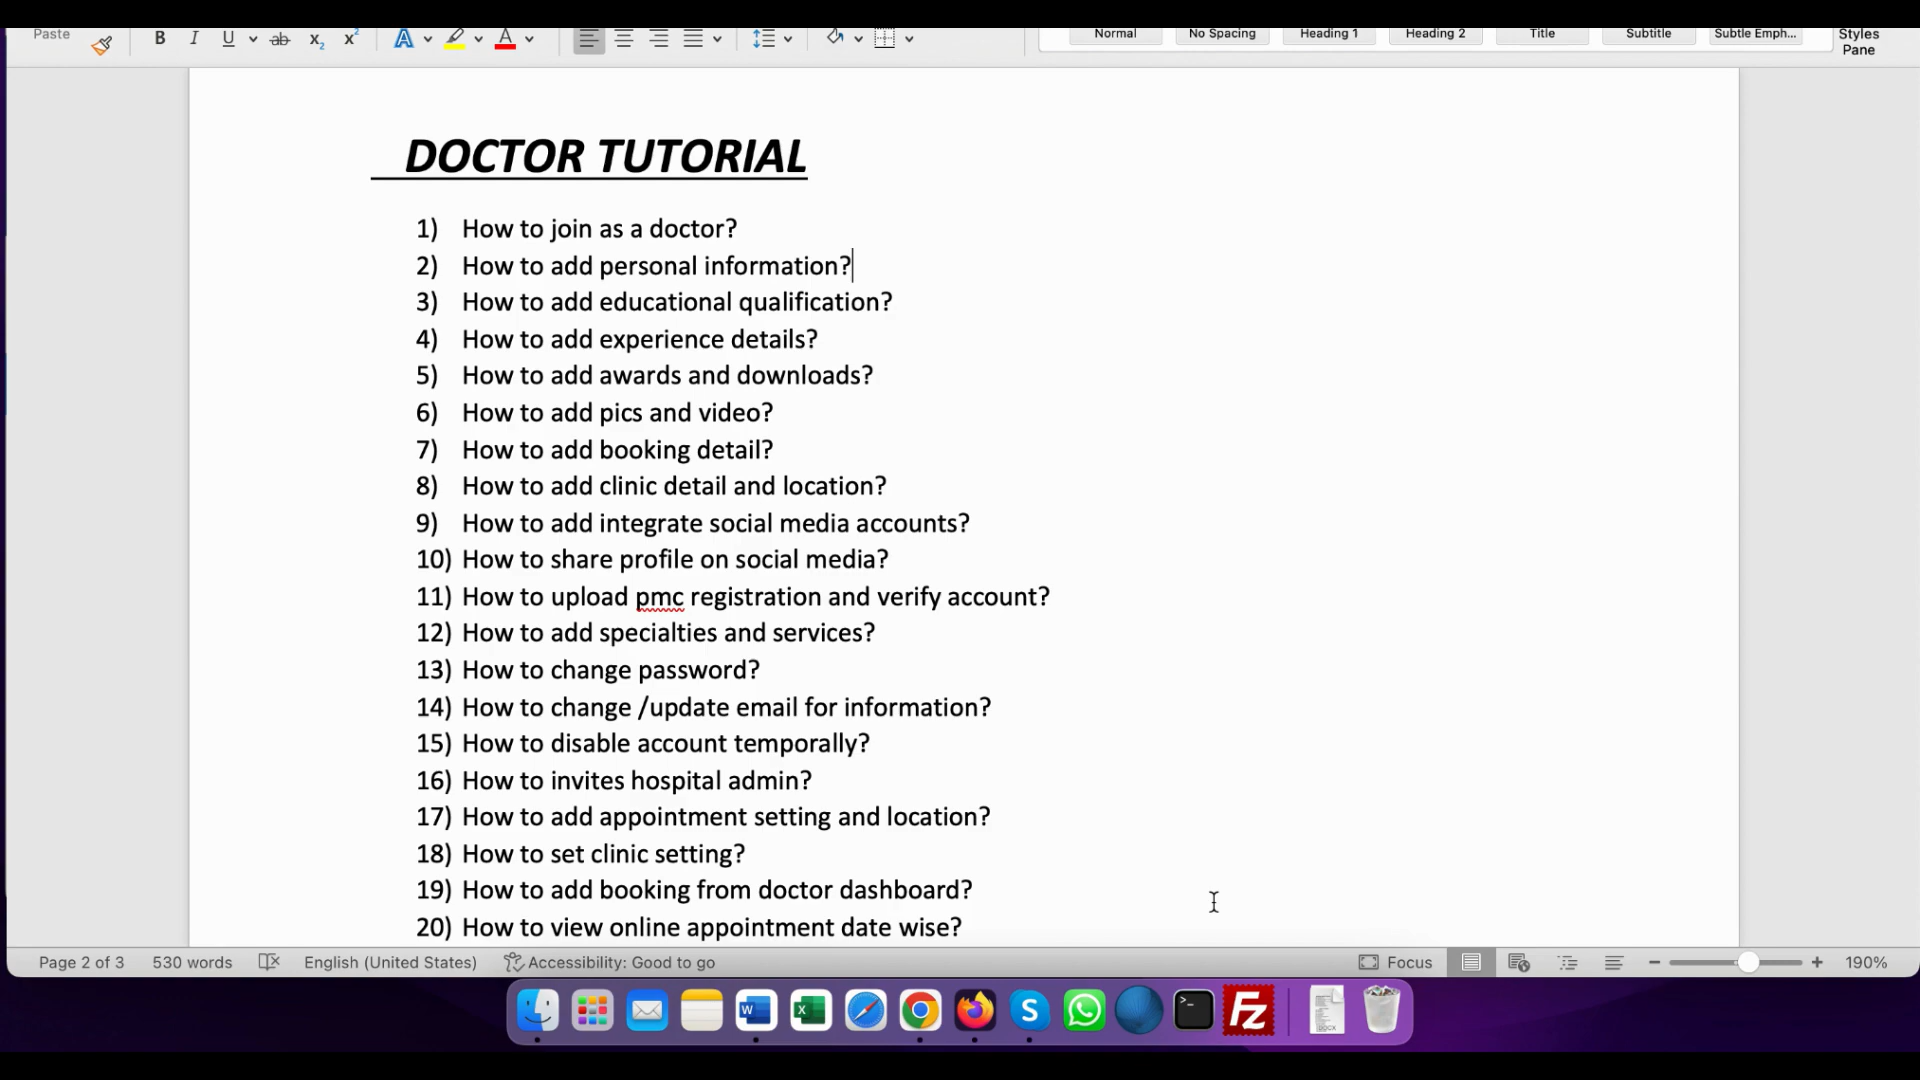 Paste
B I U ab x2 x2 A A
Normal No Spacing Heading 1 Heading 2 Title Subtitle Subtle Emph... Styles
Pane
DOCTOR TUTORIAL
1) How to join as a doctor?
2) How to add personal information?
3) How to add educational qualification?
4) How to add experience details?
5) How to add awards and downloads?
6) How to add pics and video?
7) How to add booking detail?
8) How to add clinic detail and location?
9) How to add integrate social media accounts?
10) How to share profile on social media?
11) How to upload pmc registration and verify account?
12) How to add specialties and services?
13) How to change password?
14) How to change /update email for information?
15) How to disable account temporally?
16) How to invites hospital admin?
17) How to add appointment setting and location?
18) How to set clinic setting?
19) How to add booking from doctor dashboard?
20) How to view online appointment date wise?
Page 2 of 3 530 words English (United States) Accessibility: Good to go Focus 190%
W X S >_ Fz DOCX